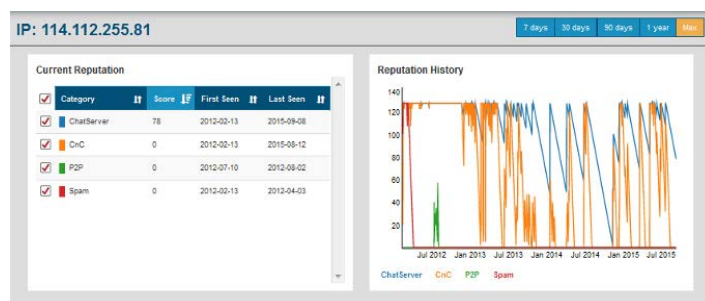 IP: 114.112.255.81
7 days 30 days 90 days 1 year Max
Current Reputation
Category Score First Seen Last Seen
ChatServer 78 2012-02-13 2015-09-08
CnC 0 2012-02-13 2015-08-12
P2P 0 2012-07-10 2012-08-02
Spam 0 2012-02-13 2012-04-03
Reputation History
140
120
100
80
60
40
20
Jul 2012 Jan 2013 Jul 2013 Jan 2014 Jul 2014 Jan 2015 Jul 2015
ChatServer CnC P2P Spam